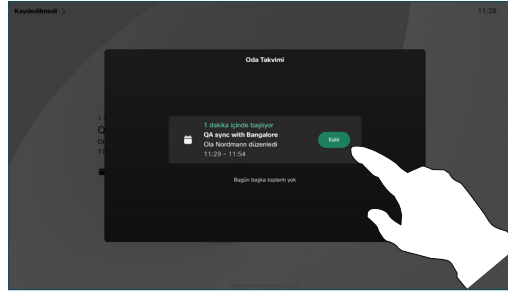 Kaydedilmedi
11:28
Oda Takvimi
1 dakika içinde başlıyor
QA sync with Bangalore
Ola Nordmann düzenledi
11:29 – 11:54
Katıl
Bugün başka toplantı yok